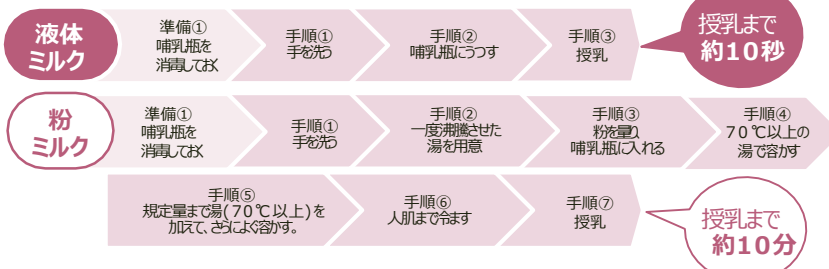 液体
ミルク
準備①
哺乳瓶を
消毒しておく
手順①
手を洗う
手順②
哺乳瓶にうつす
手順③
授乳
授乳まで
約10秒
粉
ミルク
準備①
哺乳瓶を
消毒しておく
手順①
手を洗う
手順②
一度沸騰させた
湯を用意
手順③
粉を量り
哺乳瓶に入れる
手順④
70℃以上の
湯で溶かす
手順⑤
規定量まで湯(70℃以上)を
加えて、さらによく溶かす。
手順⑥
人肌まで冷ます
手順⑦
授乳
授乳まで
約10分